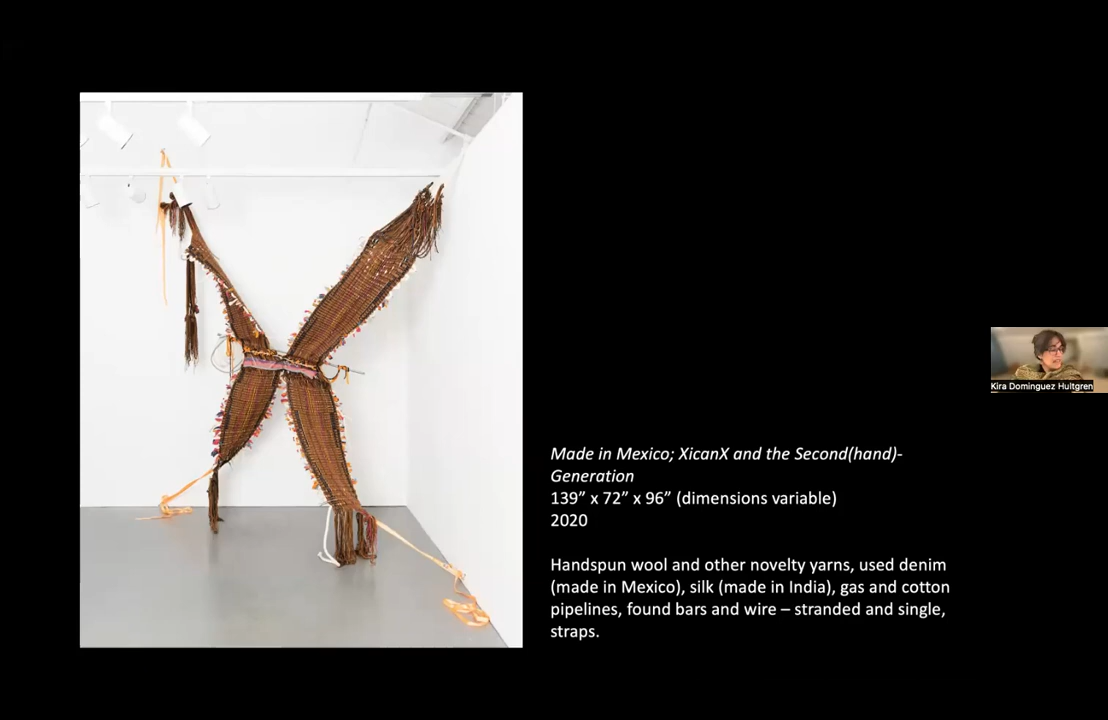 Made in Mexico; XicanX and the Second(hand)-
Generation
139” x 72” x 96” (dimensions variable)
2020
Handspun wool and other novelty yarns, used denim
(made in Mexico), silk (made in India), gas and cotton
pipelines, found bars and wire – stranded and single,
straps.
Kira Dominguez Hultgren